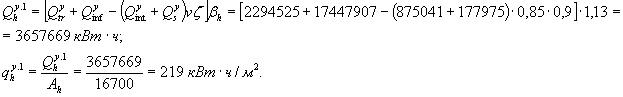 Q_h^{y.1} = [Q_{tr}^y + Q_{inf}^y − (Q_{int.}^y + Q_s^y)νζ]β_h = [2294525 + 17447907 − (875041 + 177975)·0,85·0,9]·1,13 =
= 3657669 кВт·ч;
q_h^{y.1} = Q_h^{y.1} / A_h = 3657669 / 16700 = 219 кВт·ч / м².